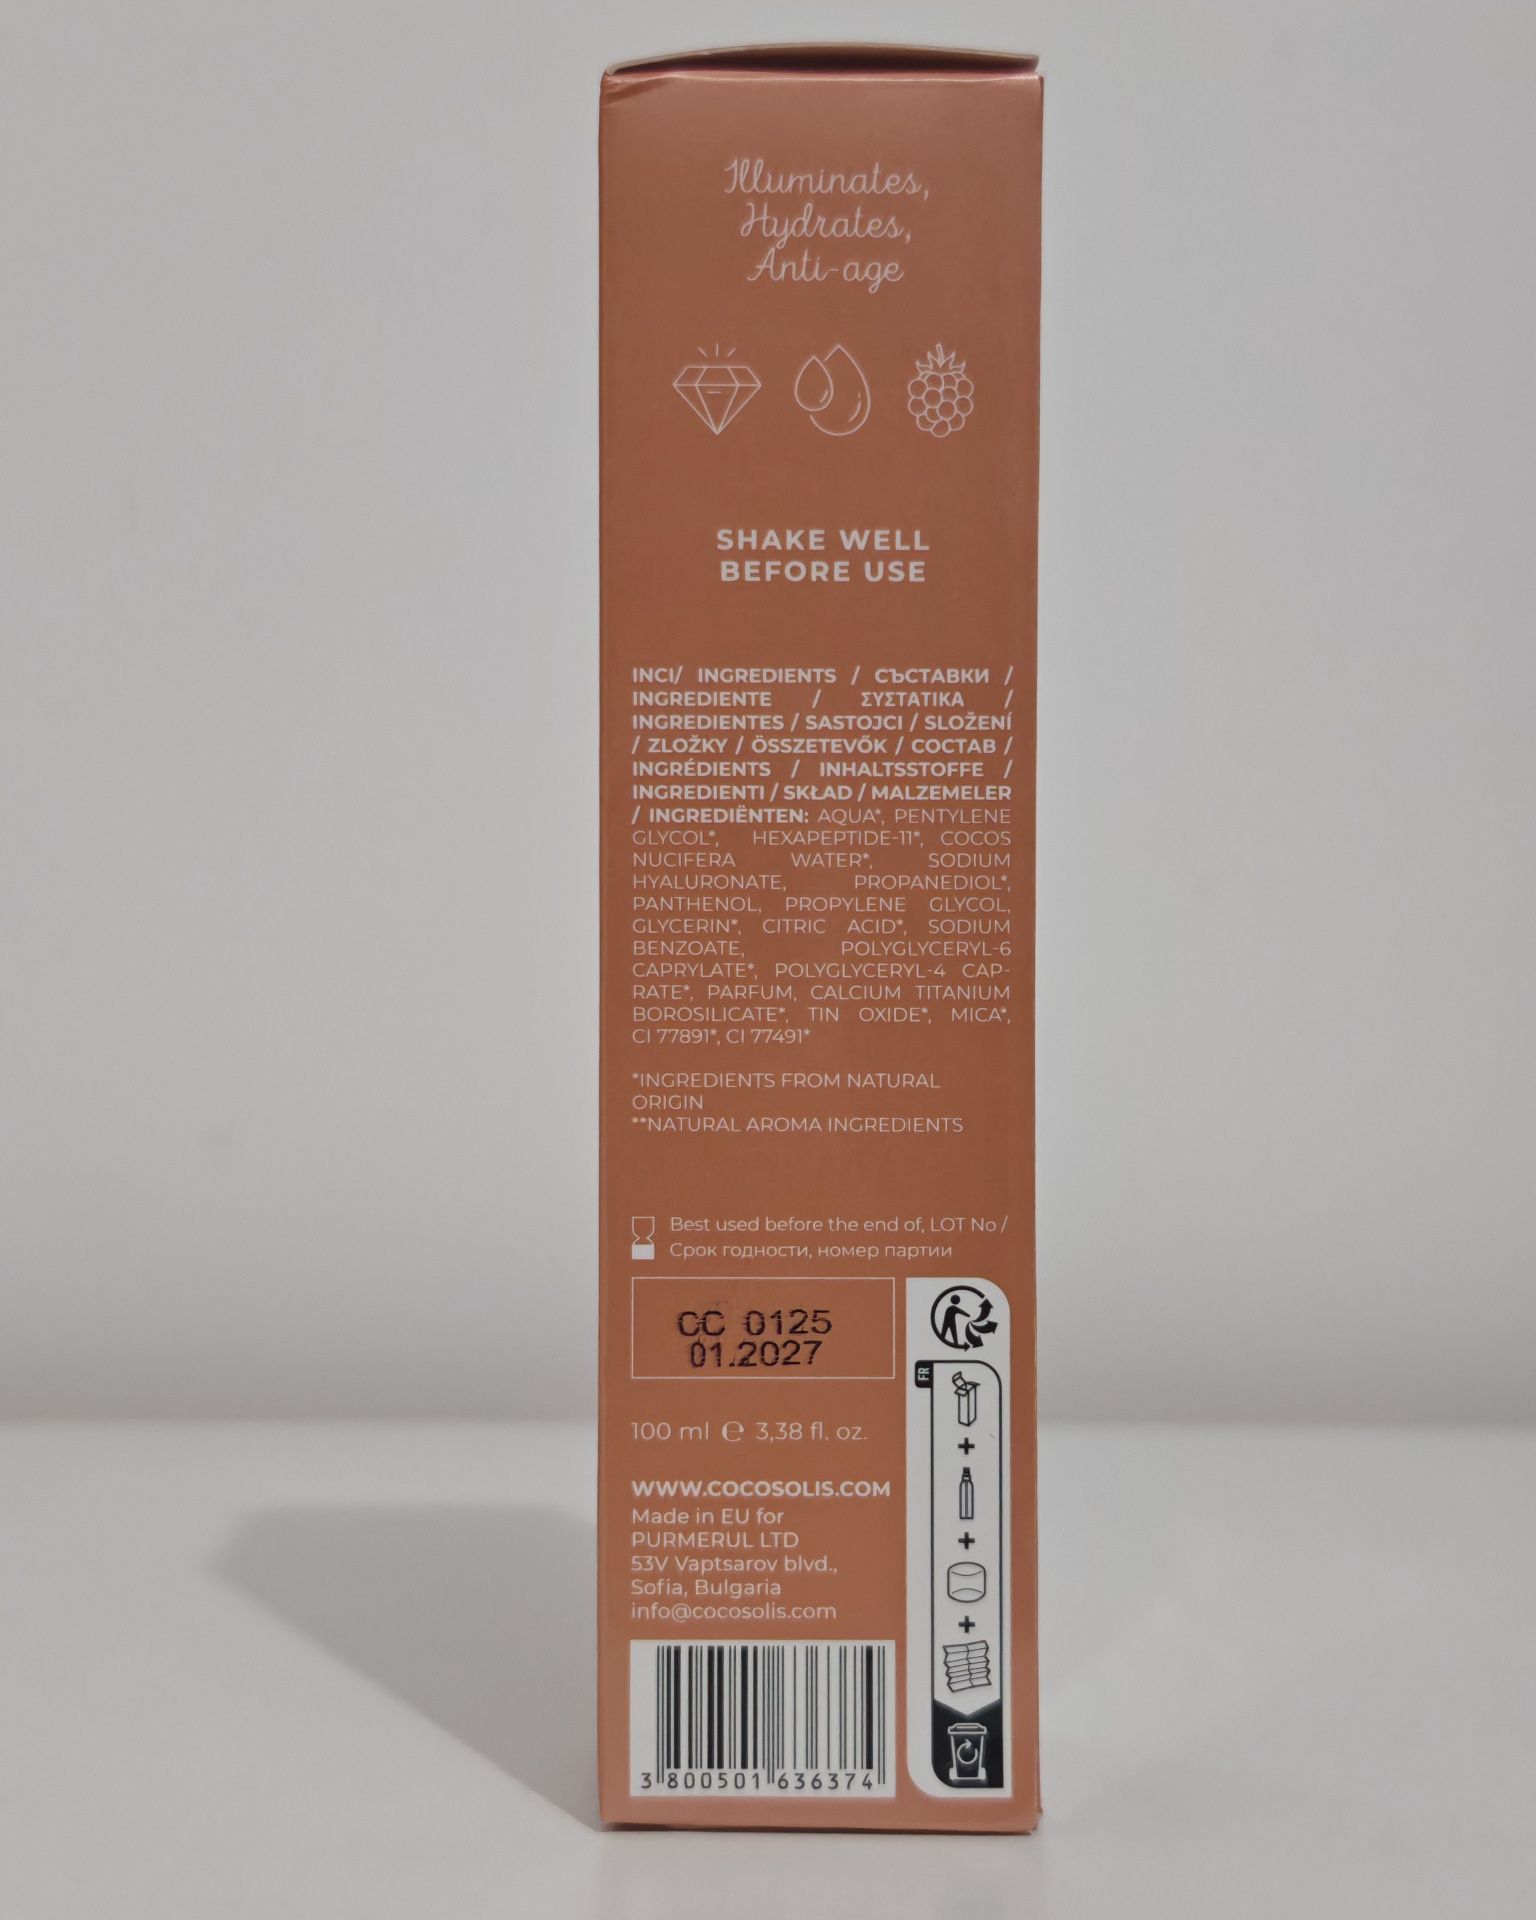 Illuminates,
Hydrates,
Anti-age
SHAKE WELL
BEFORE USE
INCI/ INGREDIENTS / СЪСТАВКИ /
INGREDIENTE / ΣΥΣΤΑΤΙΚΑ /
INGREDIENTES / SASTOJCI / SLOŽENÍ
/ ZLOŽKY / ÖSSZETEVŐK / СОСТАВ /
INGRÉDIENTS / INHALTSSTOFFE /
INGREDIENTI / SKŁAD / MALZEMELER
/ INGREDIËNTEN: AQUA*, PENTYLENE
GLYCOL*, HEXAPEPTIDE-11*, COCOS
NUCIFERA WATER*, SODIUM
HYALURONATE, PROPANEDIOL*,
PANTHENOL, PROPYLENE GLYCOL,
GLYCERIN*, CITRIC ACID*, SODIUM
BENZOATE, POLYGLYCERYL-6
CAPRYLATE*, POLYGLYCERYL-4 CAP-
RATE*, PARFUM, CALCIUM TITANIUM
BOROSILICATE*, TIN OXIDE*, MICA*,
CI 77891*, CI 77491*
*INGREDIENTS FROM NATURAL
ORIGIN
**NATURAL AROMA INGREDIENTS
Best used before the end of, LOT No /
Срок годности, номер партии
CC 0125
01.2027
FR
100 ml ℮ 3,38 fl. oz.
WWW.COCOSOLIS.COM
Made in EU for
PURMERUL LTD
53V Vaptsarov blvd.,
Sofia, Bulgaria
info@cocosolis.com
3 800501 636374